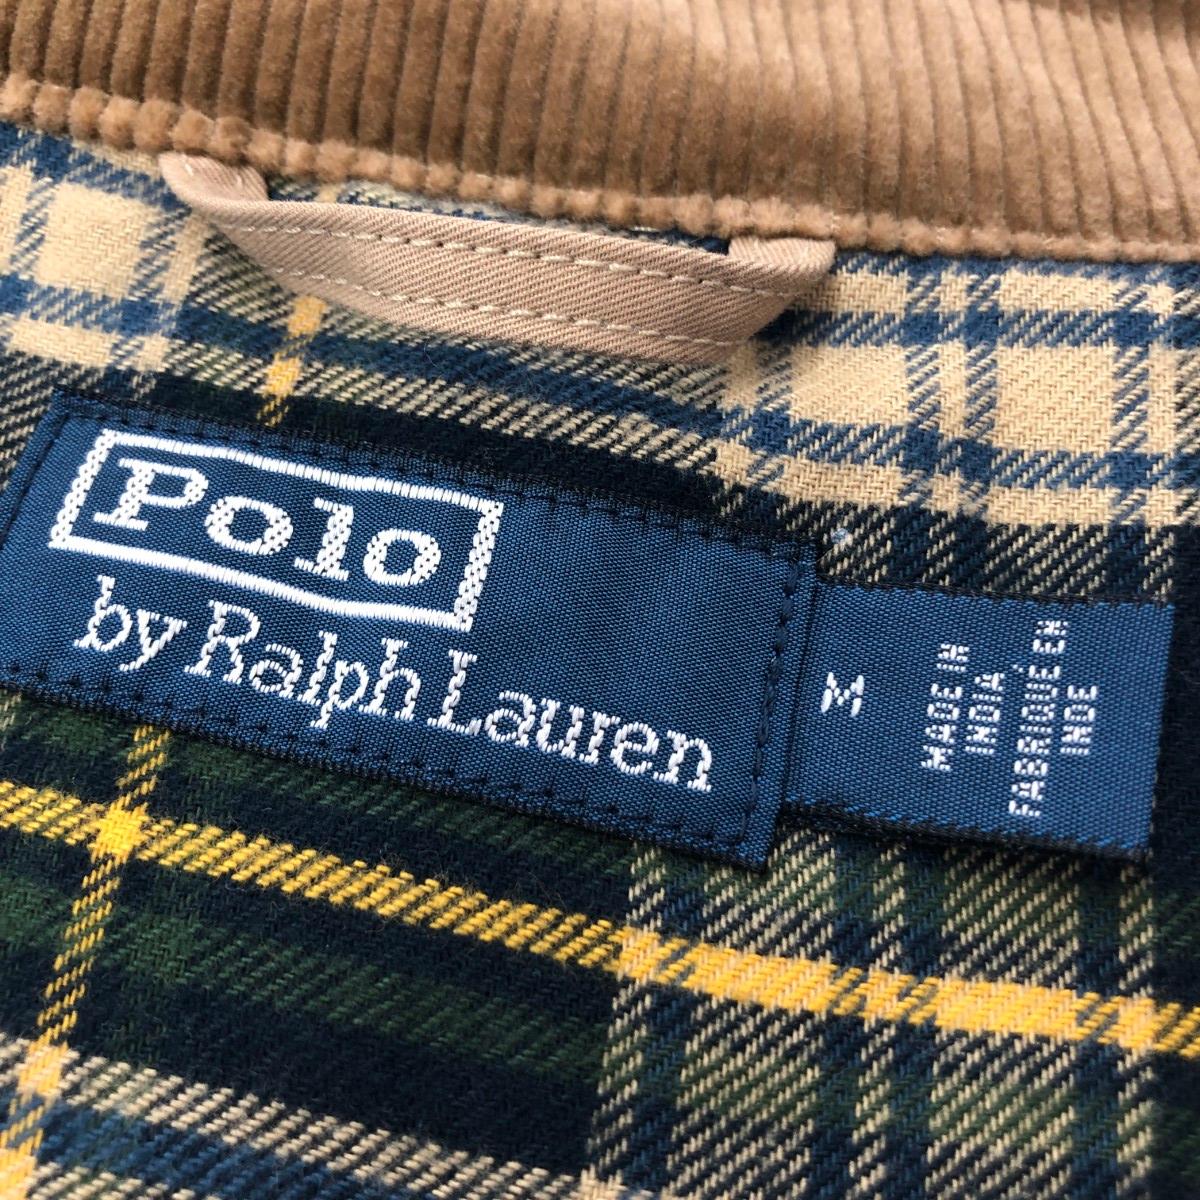 Polo
by Ralph Lauren
M
MADE IN
INDIA
FABRIQUÉ EN
INDE